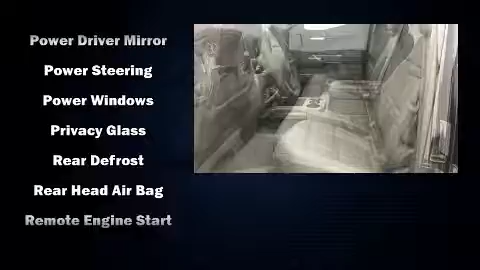 Power Driver Mirror
Power Steering
Power Windows
Privacy Glass
Rear Defrost
Rear Head Air Bag
Remote Engine Start